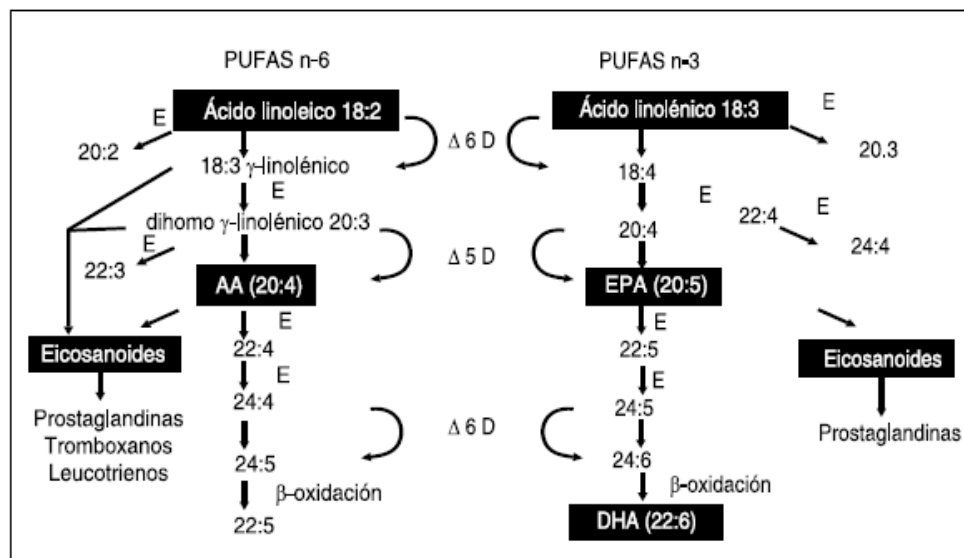 PUFAS n-6
PUFAS n-3
Ácido linoleico 18:2
Ácido linolénico 18:3
E
E
Δ 6 D
20:2
20.3
18:3 γ-linolénico
18:4
E
E
22:4
E
dihomo γ-linolénico 20:3
20:4
24:4
E
Δ 5 D
22:3
AA (20:4)
EPA (20:5)
E
E
Eicosanoides
22:4
22:5
Eicosanoides
E
E
Prostaglandinas
Tromboxanos
Leucotrienos
24:4
24:5
Prostaglandinas
Δ 6 D
24:5
24:6
β-oxidación
β-oxidación
22:5
DHA (22:6)